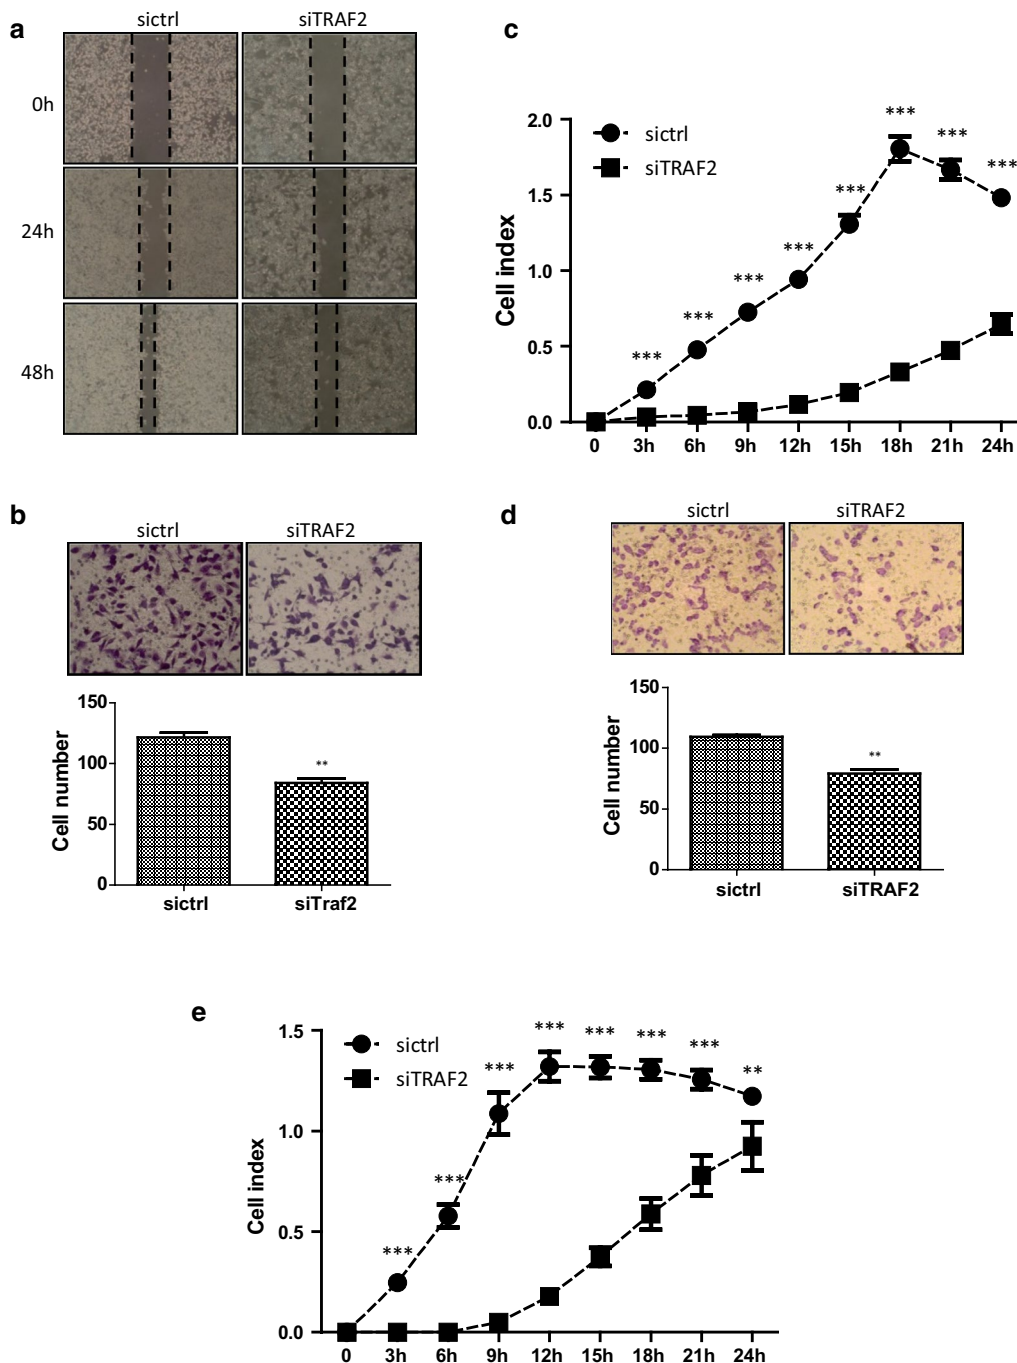 a
sictrl siTRAF2
0h
24h
48h
c
*** *** *** *** *** *** *** ***
sictrl
siTRAF2
Cell index
2.0
1.5
1.0
0.5
0.0
0 3h 6h 9h 12h 15h 18h 21h 24h
b
sictrl siTRAF2
Cell number
150
100
50
0
**
sictrl siTraf2
d
sictrl siTRAF2
Cell number
150
100
50
0
**
sictrl siTRAF2
e
*** *** *** *** *** *** *** **
sictrl
siTRAF2
Cell index
1.5
1.0
0.5
0.0
0 3h 6h 9h 12h 15h 18h 21h 24h